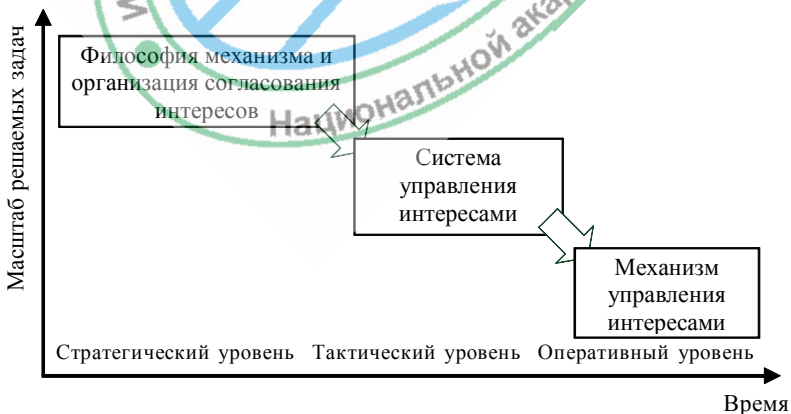 Масштаб решаемых задач
Философия механизма и
организация согласования
интересов
Национальной
Система
управления
интересами
Механизм
управления
интересами
Стратегический уровень Тактический уровень Оперативный уровень
Время